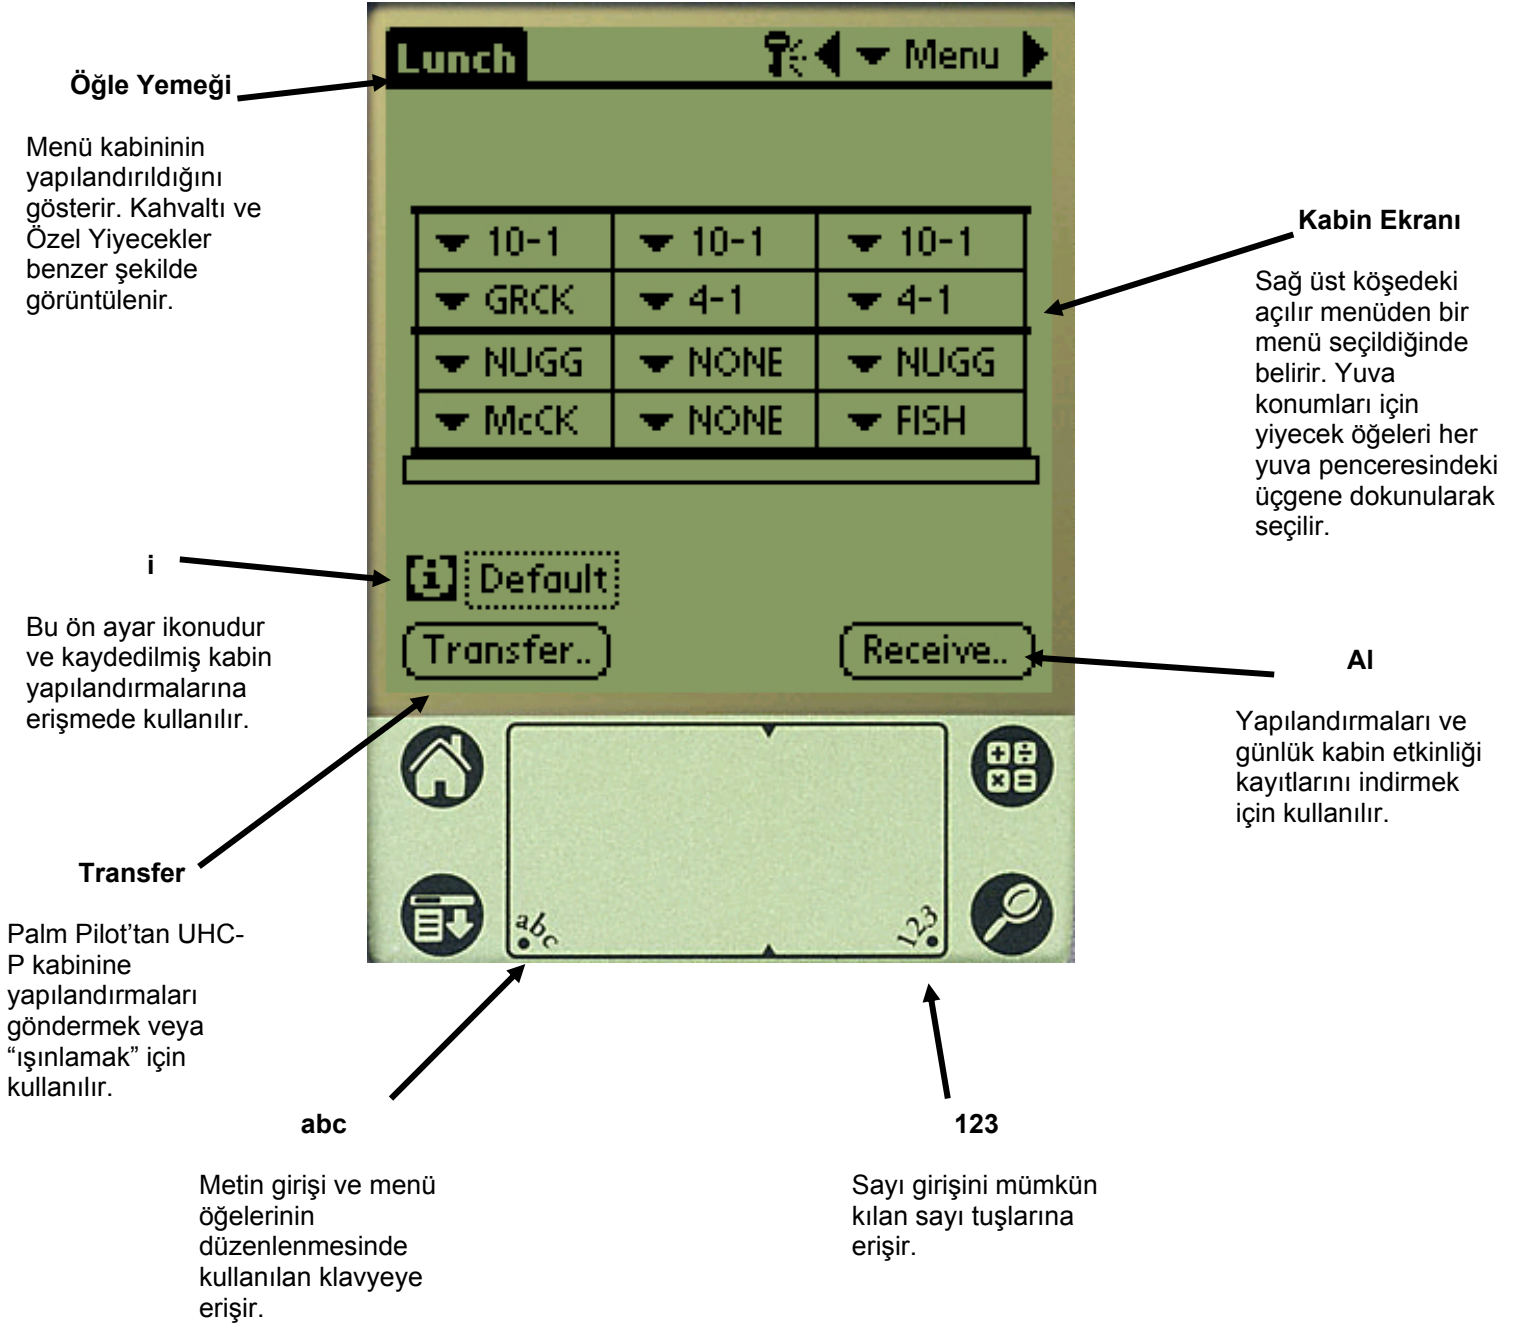 Lunch
Menu
Öğle Yemeği
Menü kabininin
yapılandırıldığını
gösterir. Kahvaltı ve
Özel Yiyecekler
benzer şekilde
görüntülenir.
10-1 10-1 10-1
GRCK 4-1 4-1
NUGG NONE NUGG
McCK NONE FISH
Kabin Ekranı
Sağ üst köşedeki
açılır menüden bir
menü seçildiğinde
belirir. Yuva
konumları için
yiyecek öğeleri her
yuva penceresindeki
üçgene dokunularak
seçilir.
i
Bu ön ayar ikonudur
ve kaydedilmiş kabin
yapılandırmalarına
erişmede kullanılır.
i Default
Transfer.. Receive..
Al
Yapılandırmaları ve
günlük kabin etkinliği
kayıtlarını indirmek
için kullanılır.
Transfer
Palm Pilot’tan UHC-
P kabinine
yapılandırmaları
göndermek veya
“ışınlamak” için
kullanılır.
abc
123
abc
Metin girişi ve menü
öğelerinin
düzenlenmesinde
kullanılan klavyeye
erişir.
123
Sayı girişini mümkün
kılan sayı tuşlarına
erişir.